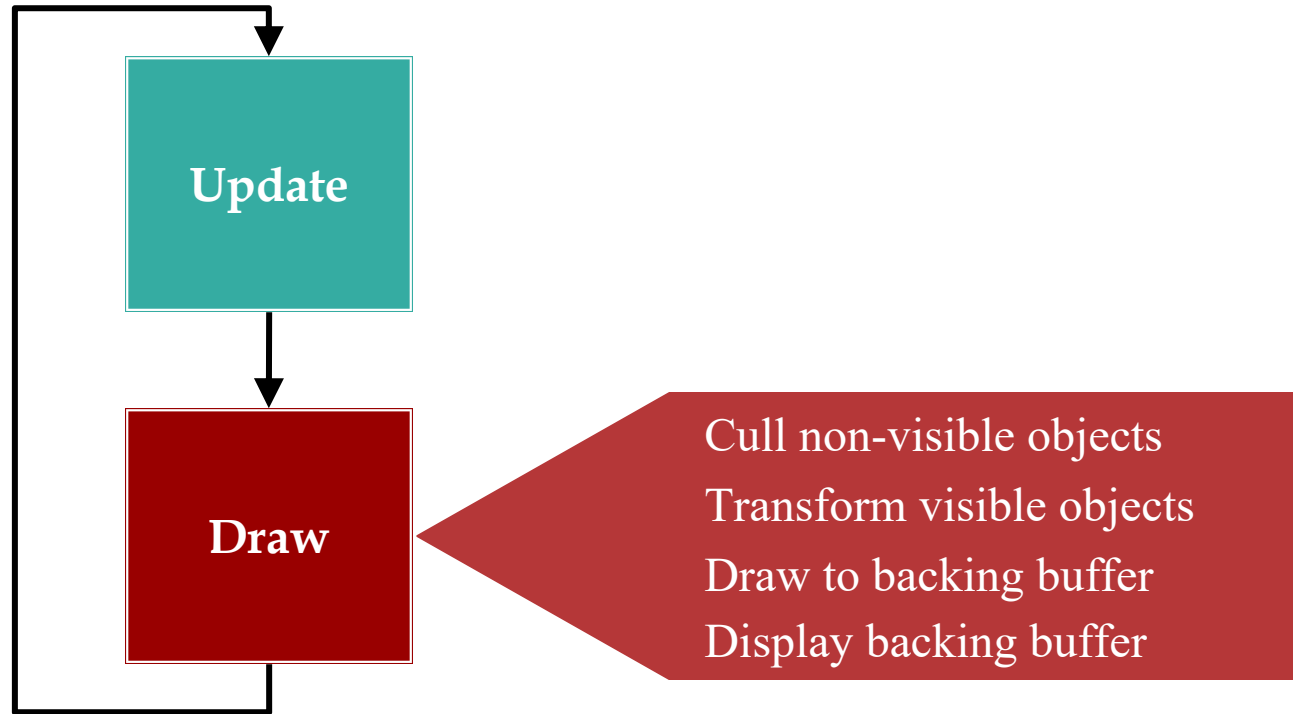 Update
Draw
Cull non-visible objects
Transform visible objects
Draw to backing buffer
Display backing buffer